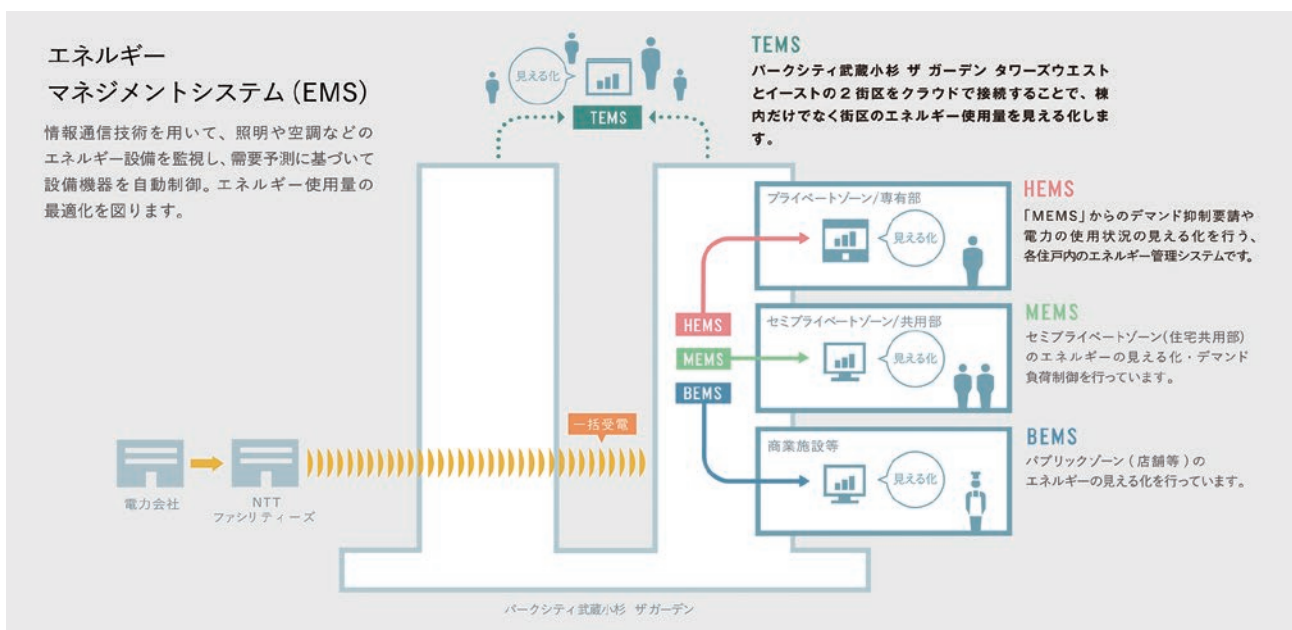 エネルギー
マネジメントシステム(EMS)
情報通信技術を用いて、照明や空調などの
エネルギー設備を監視し、需要予測に基づいて
設備機器を自動制御。エネルギー使用量の
最適化を図ります。
見える化
TEMS
TEMS
パークシティ武蔵小杉 ザ ガーデン タワーズウエスト
とイーストの2街区をクラウドで接続することで、棟
内だけでなく街区のエネルギー使用量を見える化しま
す。
プライベートゾーン/専有部
見える化
HEMS
「MEMS」からのデマンド抑制要請や
電力の使用状況の見える化を行う、
各住戸内のエネルギー管理システムです。
HEMS
MEMS
BEMS
セミプライベートゾーン/共用部
見える化
MEMS
セミプライベートゾーン(住宅共用部)
のエネルギーの見える化・デマンド
負荷制御を行っています。
商業施設等
見える化
BEMS
パブリックゾーン(店舗等)の
エネルギーの見える化を行っています。
一括受電
電力会社
NTT
ファシリティーズ
パークシティ武蔵小杉 ザ ガーデン